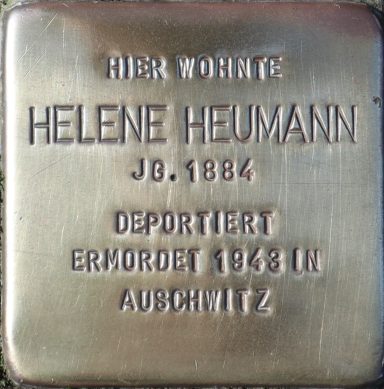 HIER WOHNTE
HELENE HEUMANN
JG. 1884
DEPORTIERT
ERMORDET 1943 IN
AUSCHWITZ